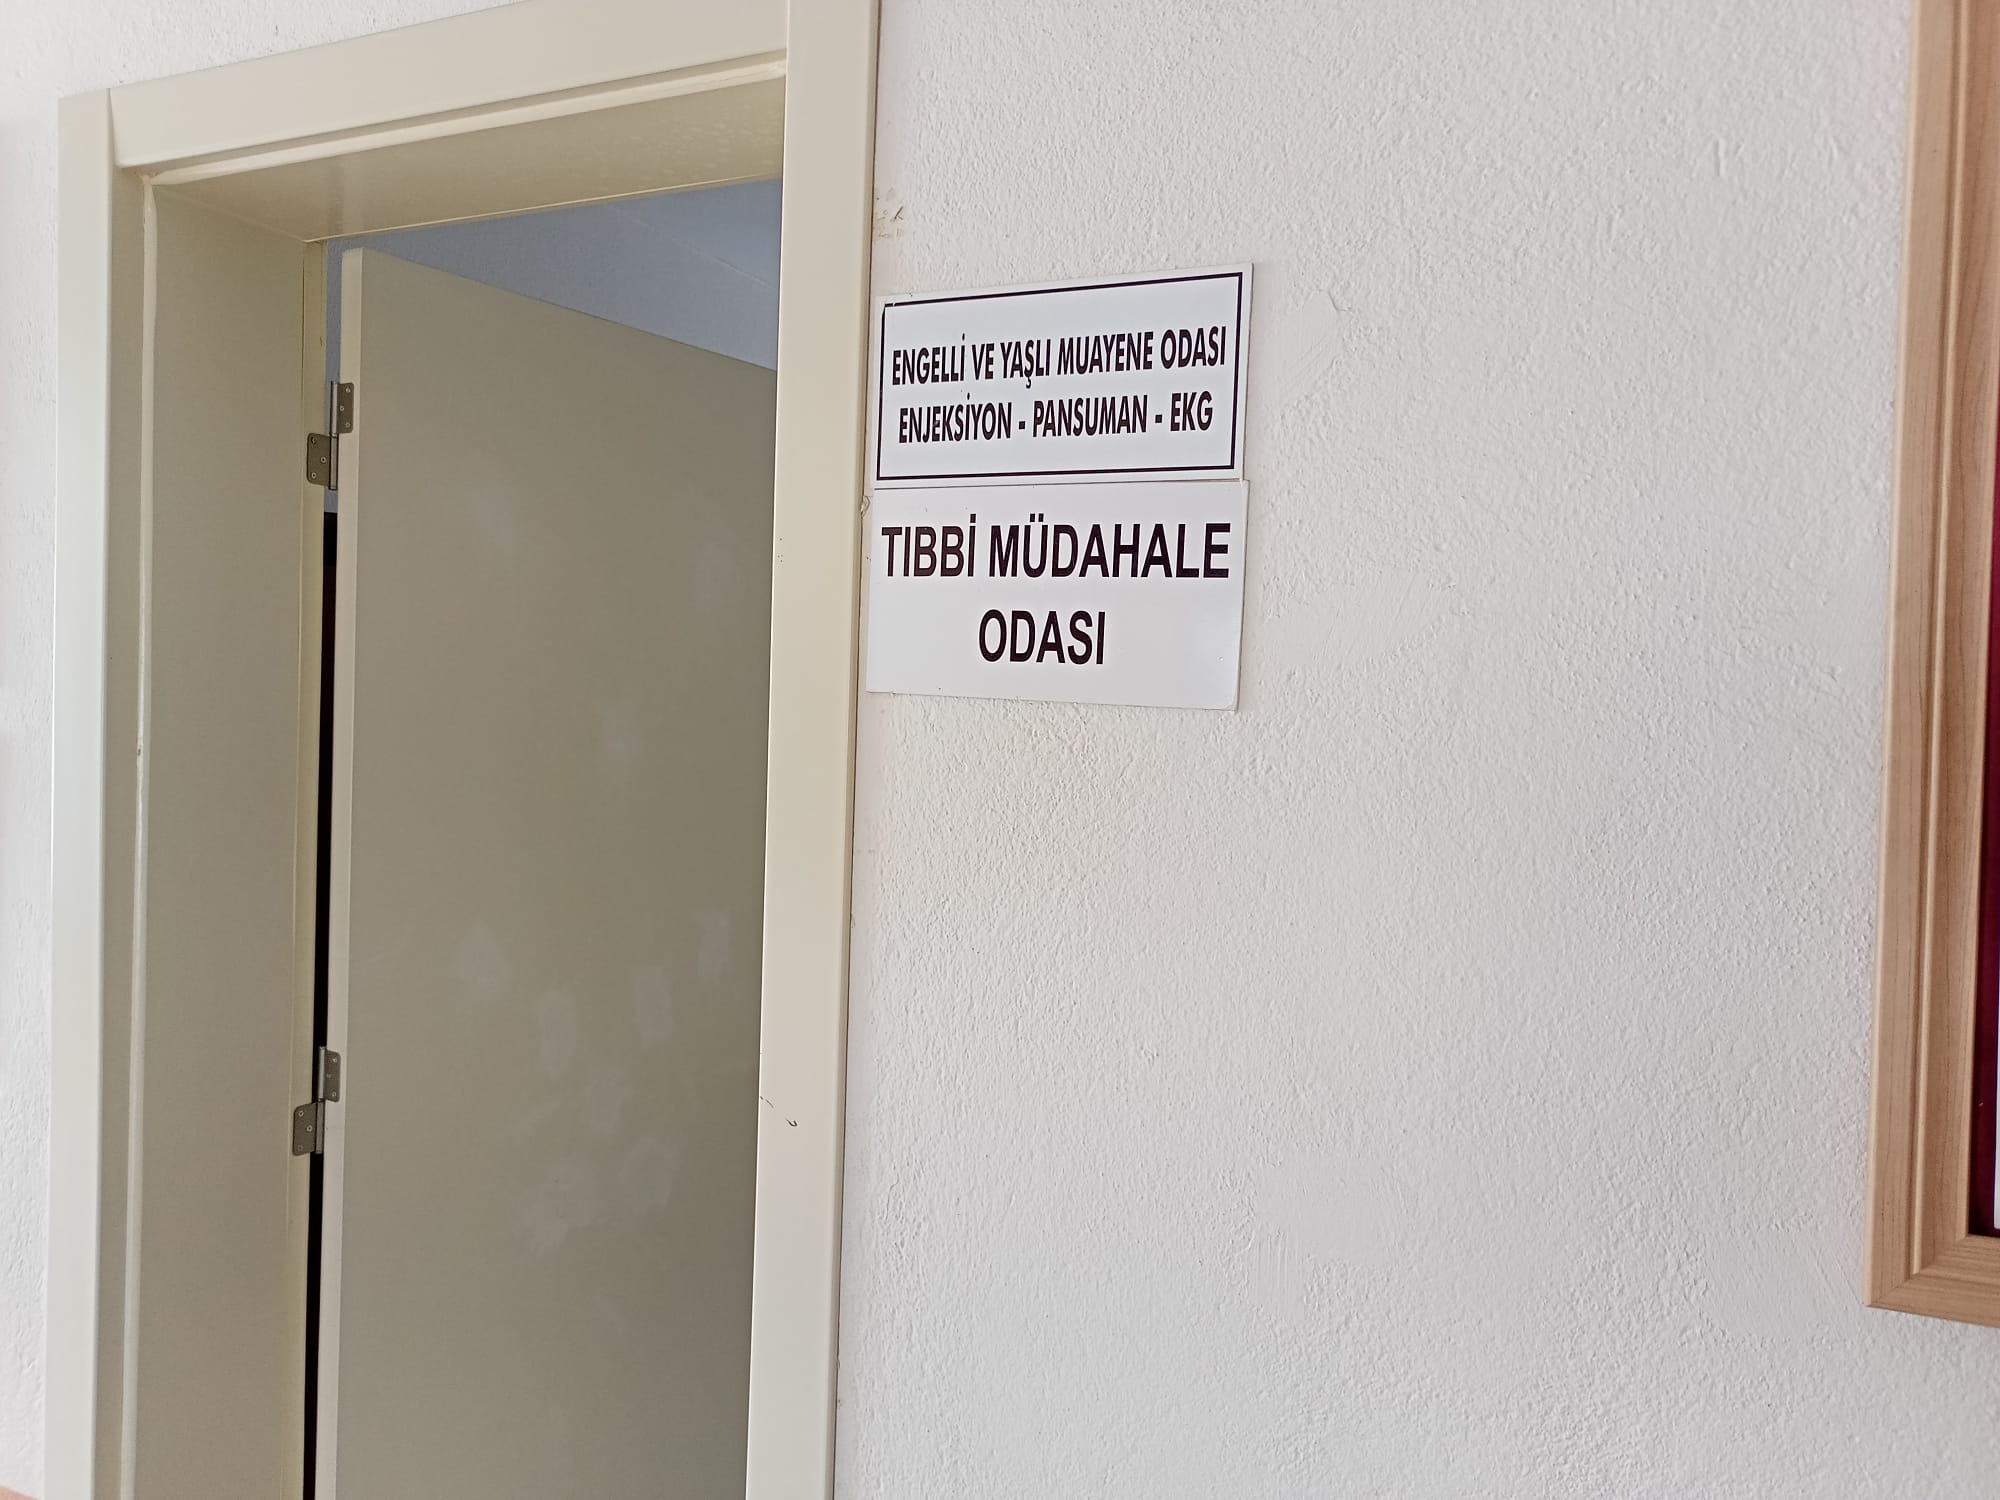 ENGELLİ VE YAŞLI MUAYENE ODASI
ENJEKSİYON - PANSUMAN - EKG
TIBBİ MÜDAHALE
ODASI